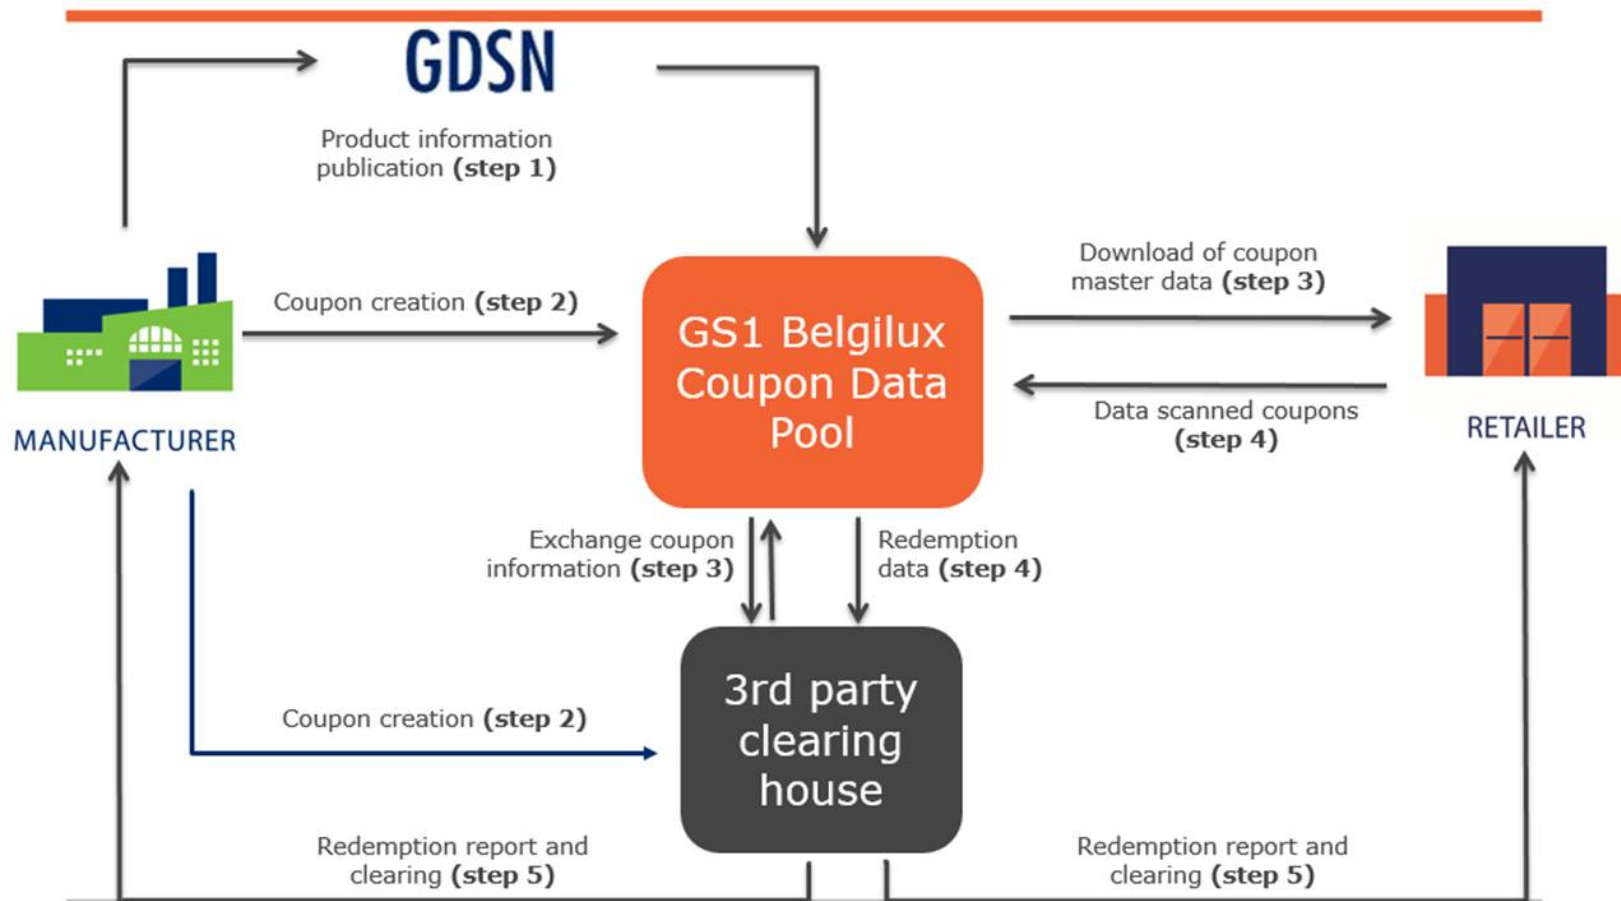 GDSN
Product information
publication (step 1)
Coupon creation (step 2)
MANUFACTURER
GS1 Belgilux
Coupon Data
Pool
Download of coupon
master data (step 3)
Data scanned coupons
(step 4)
RETAILER
Exchange coupon
information (step 3)
Redemption
data (step 4)
Coupon creation (step 2)
3rd party
clearing
house
Redemption report and
clearing (step 5)
Redemption report and
clearing (step 5)